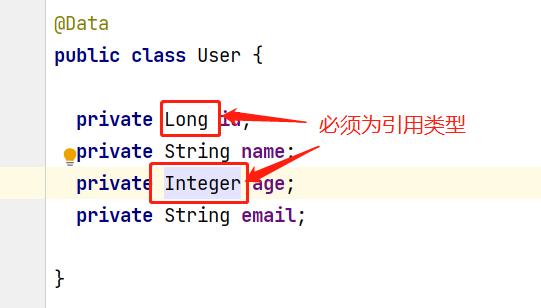 @Data
public class User {
private Long id;
必须为引用类型
private String name;
private Integer age;
private String email;
}